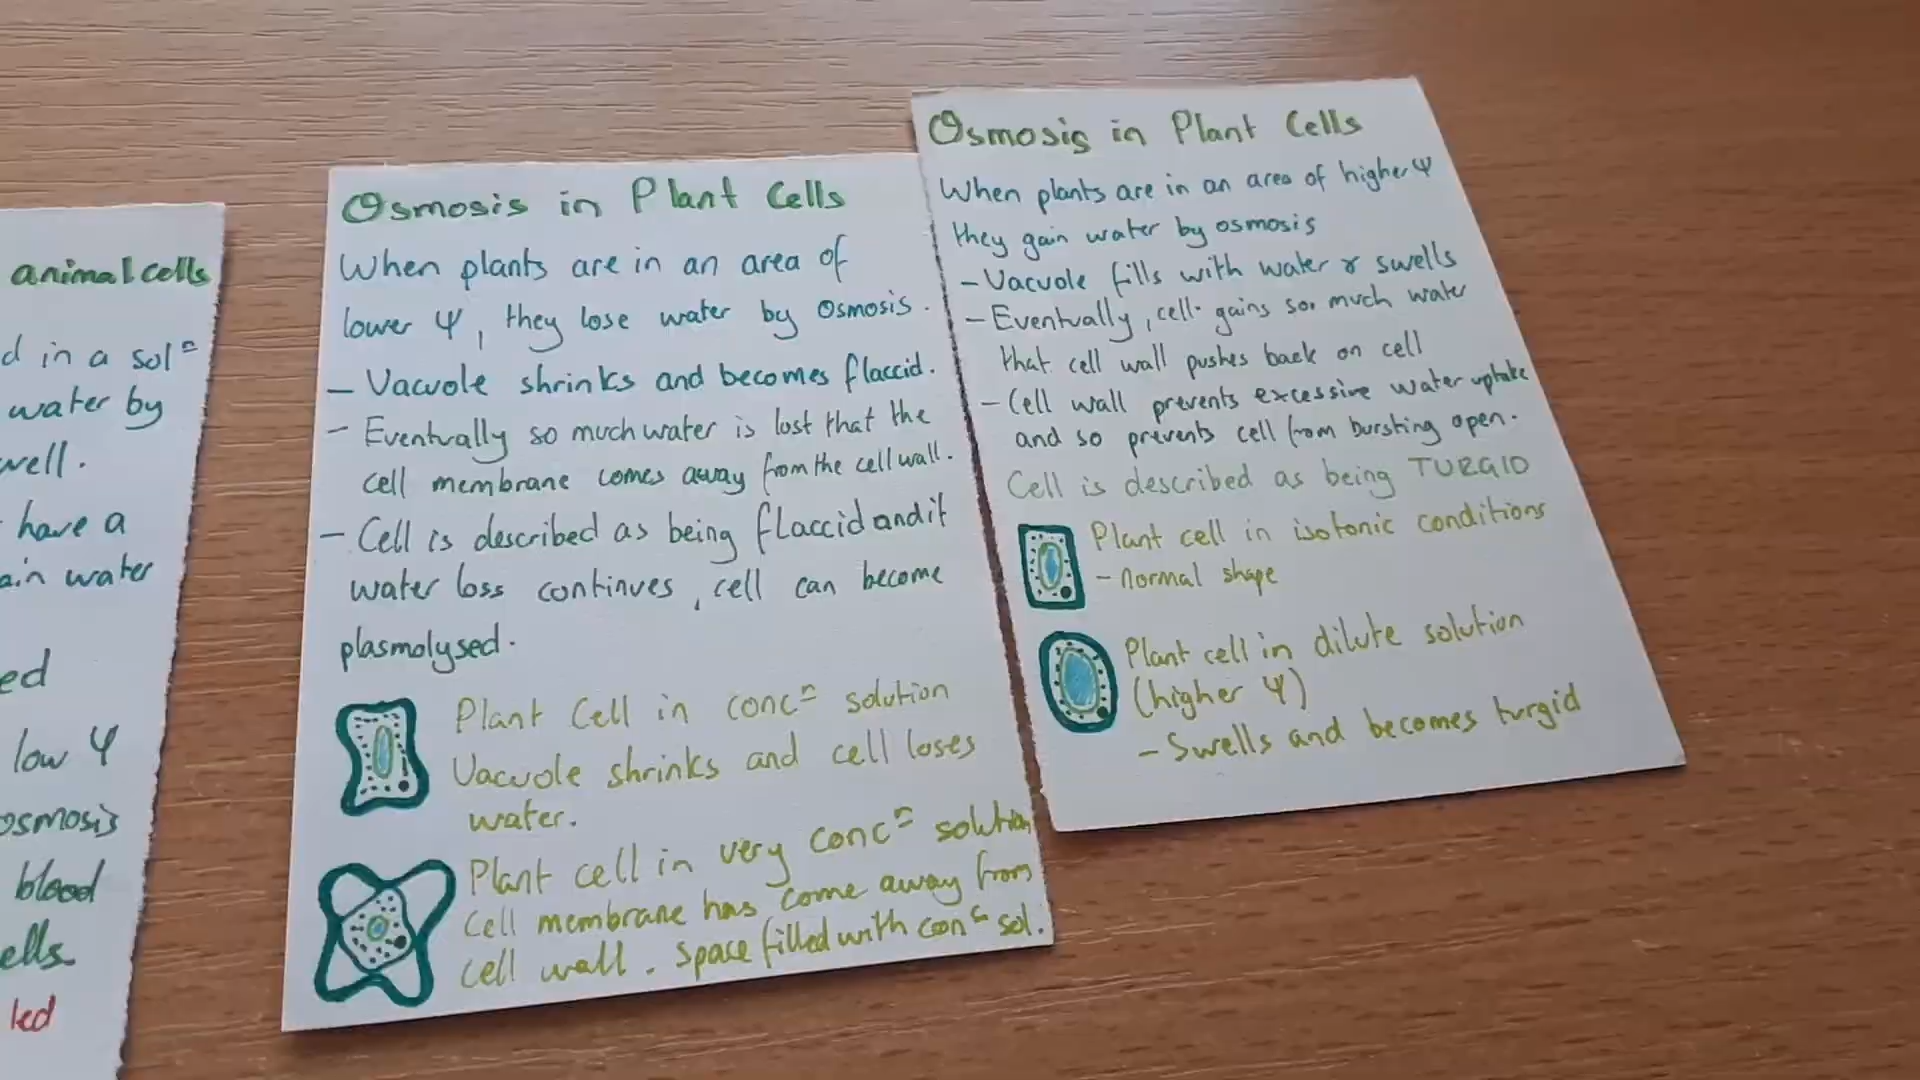 animal cells
d in a solⁿ
water by
well.
have a
ain water
ed
low Ψ
osmosis
blood
ells.
ked
Osmosis in Plant Cells
When plants are in an area of
lower Ψ, they lose water by osmosis.
- Vacuole shrinks and becomes flaccid.
- Eventually so much water is lost that the
cell membrane comes away from the cell wall.
- Cell is described as being flaccid and if
water loss continues, cell can become
plasmolysed.
Plant Cell in concⁿ solution
Vacuole shrinks and cell loses
water.
Plant cell in very concⁿ solution
Cell membrane has come away from
cell wall. Space filled with concⁿ sol.
Osmosis in Plant Cells
When plants are in an area of higher Ψ
they gain water by osmosis
- Vacuole fills with water & swells
- Eventually, cell gains so much water
that cell wall pushes back on cell
- Cell wall prevents excessive water uptake
and so prevents cell from bursting open.
Cell is described as being TURGID
Plant cell in isotonic conditions
- normal shape
Plant cell in dilute solution
(higher Ψ)
- Swells and becomes turgid